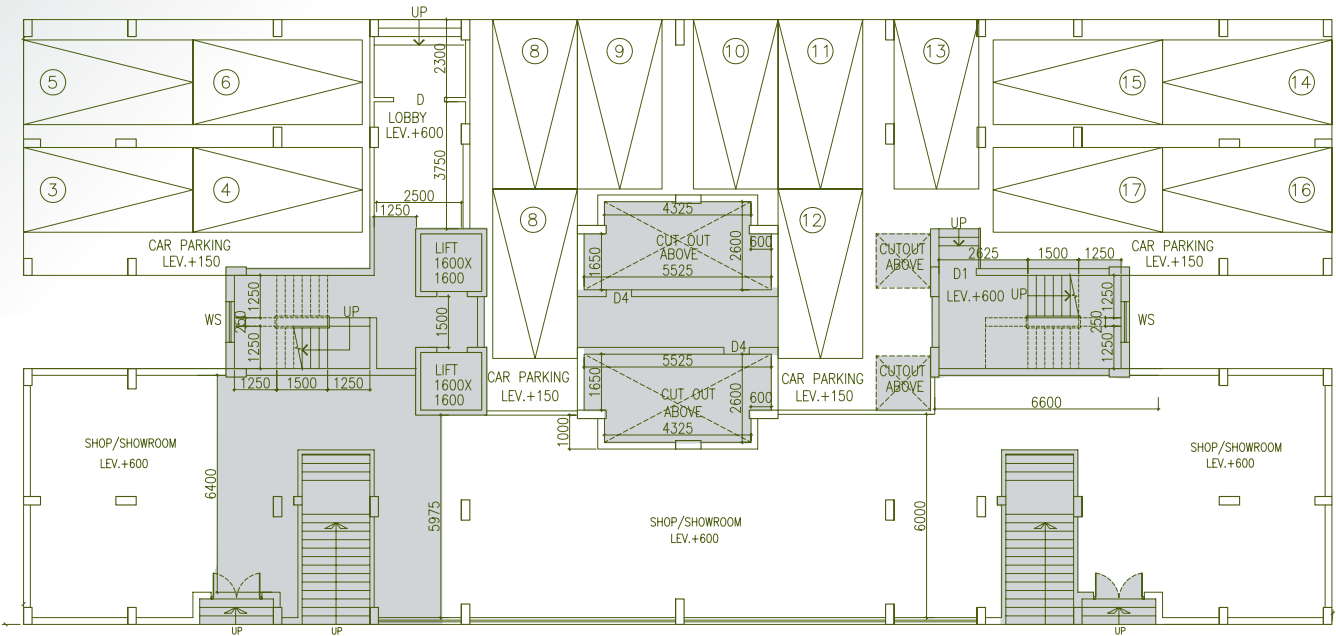 UP
5
6
8
9
10
11
13
15
14
2300
D
LOBBY
LEV.+600
3750
3
4
17
16
2500
1250
8
12
4325
CUT OUT
ABOVE
2600
600
1650
5525
CAR PARKING
LEV.+150
LIFT
1600X
1600
UP
CUTOUT
ABOVE
2625
1500
1250
CAR PARKING
LEV.+150
D1
LEV.+600
UP
D4
WS
1250
250
1250
UP
1500
1250
250
1250
WS
D4
5525
1250
1500
1250
LIFT
1600X
1600
CAR PARKING
LEV.+150
1650
CUT OUT
ABOVE
2600
600
4325
1000
CAR PARKING
LEV.+150
CUTOUT
ABOVE
6600
SHOP/SHOWROOM
LEV.+600
6400
5975
SHOP/SHOWROOM
LEV.+600
6000
SHOP/SHOWROOM
LEV.+600
UP
UP
UP